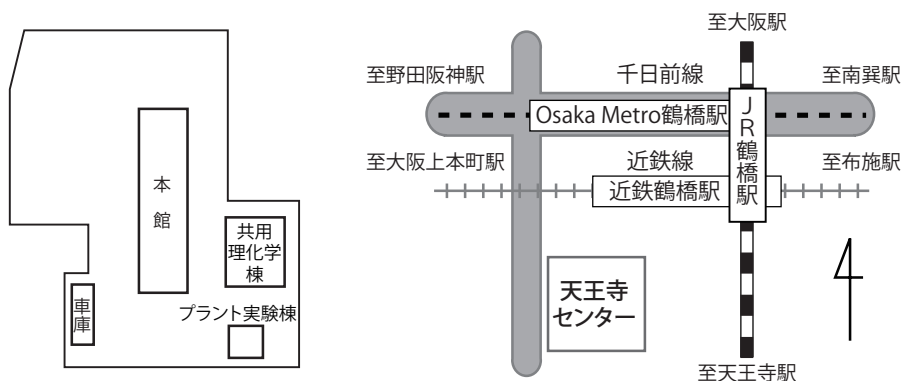 本館
共用
理化学
棟
車庫
プラント実験棟
至大阪駅
至野田阪神駅
千日前線
至南巽駅
Osaka Metro鶴橋駅
JR鶴橋駅
至大阪上本町駅
近鉄線
至布施駅
近鉄鶴橋駅
天王寺
センター
至天王寺駅